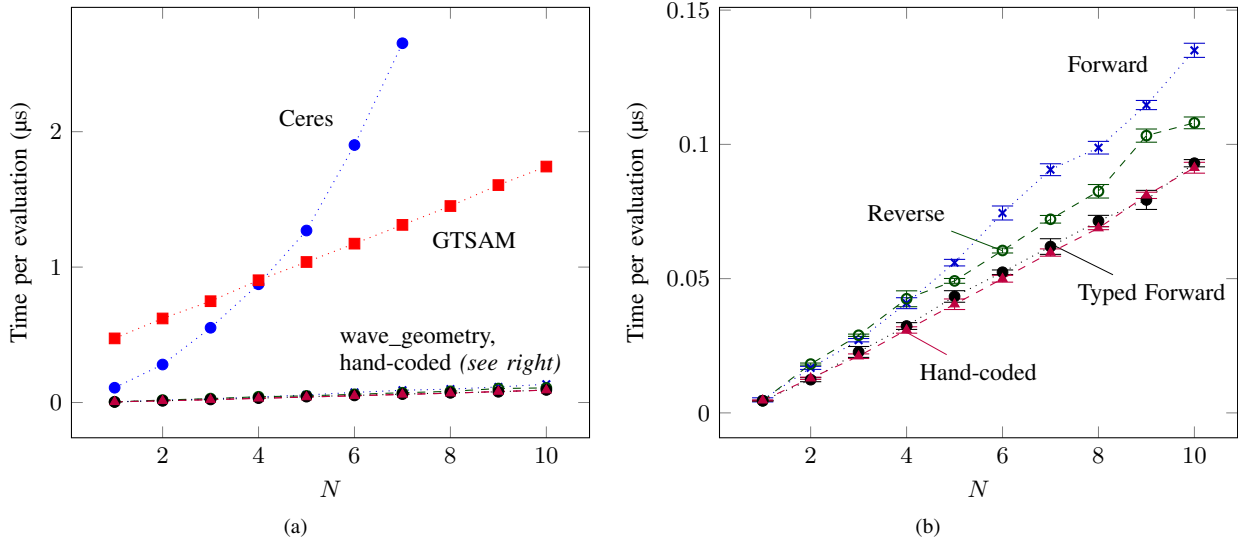 Time per evaluation (µs)
2
1
0
Ceres
GTSAM
wave_geometry,
hand-coded (see right)
2 4 6 8 10
N
(a)
Time per evaluation (µs)
0.15
0.1
0.05
0
Forward
Reverse
Typed Forward
Hand-coded
2 4 6 8 10
N
(b)